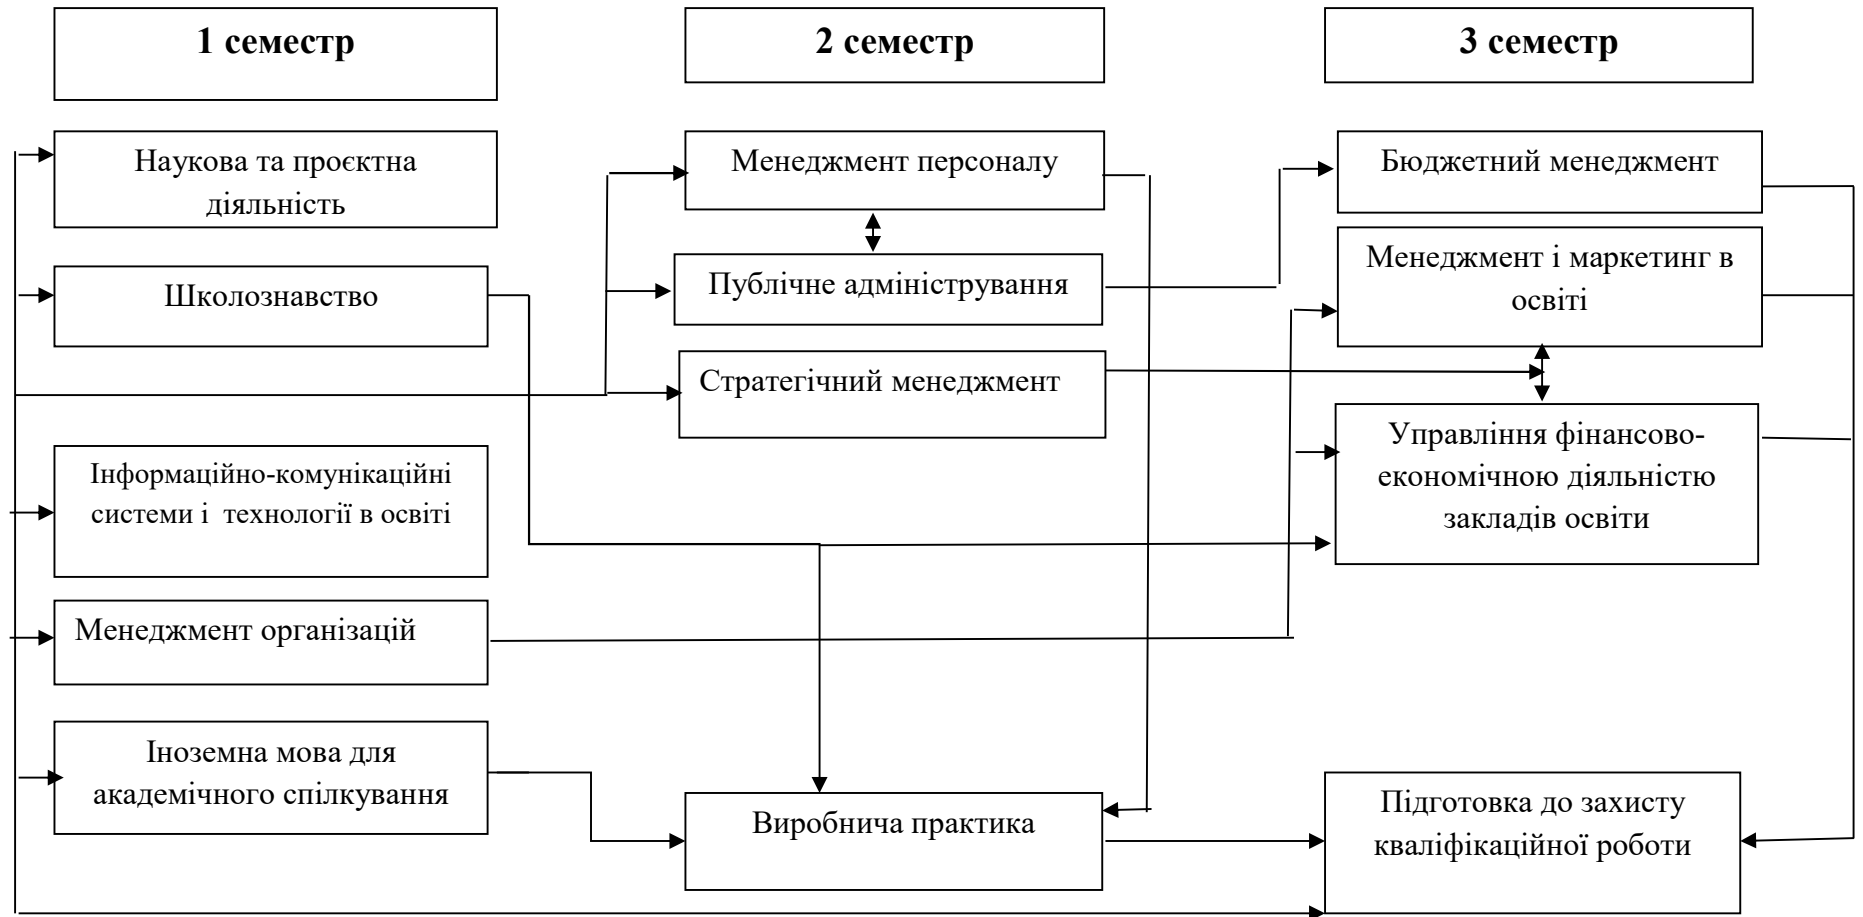 1 семестр
2 семестр
3 семестр
Наукова та проєктна
діяльність
Школознавство
Інформаційно-комунікаційні
системи і  технології в освіті
Менеджмент організацій
Іноземна мова для
академічного спілкування
Менеджмент персоналу
Публічне адміністрування
Стратегічний менеджмент
Виробнича практика
Бюджетний менеджмент
Менеджмент і маркетинг в
освіті
Управління фінансово-
економічною діяльністю
закладів освіти
Підготовка до захисту
кваліфікаційної роботи